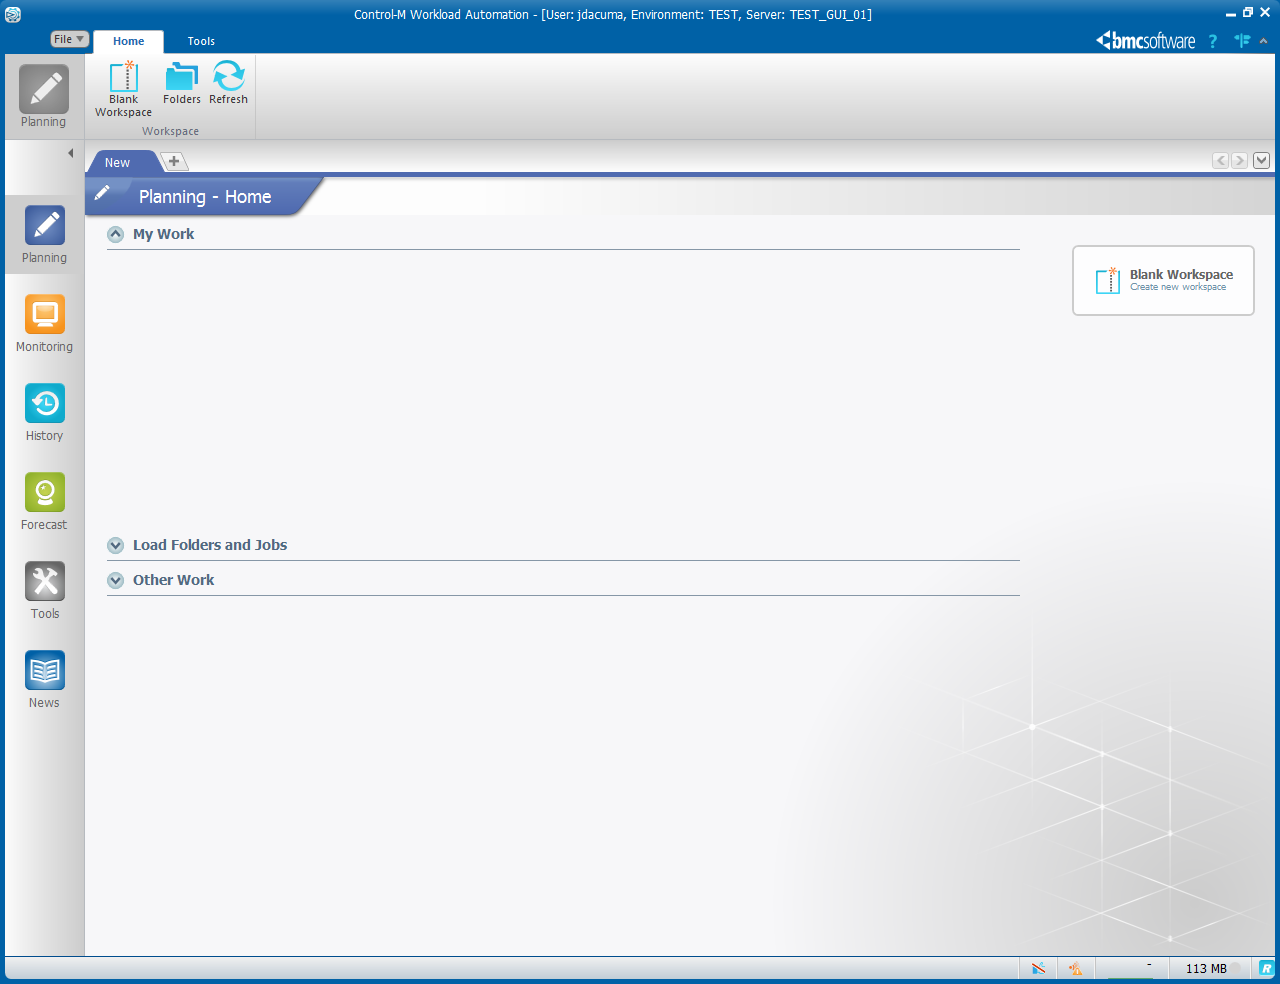 Control-M Workload Automation - [User: jdacuma, Environment: TEST, Server: TEST_GUI_01]
File Home Tools
bmcsoftware ?
Planning
Blank Workspace
Folders
Refresh
Workspace
New
Planning - Home
My Work
Blank Workspace
Create new workspace
Planning
Monitoring
History
Forecast
Tools
News
Load Folders and Jobs
Other Work
- 113 MB R